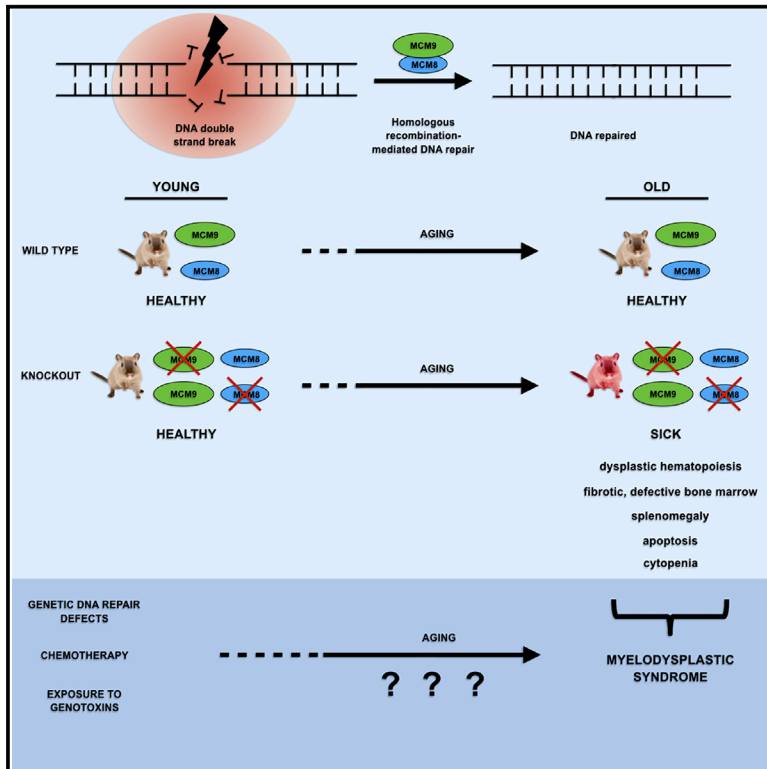 MCM9
MCM8
DNA double
strand break
Homologous
recombination-
mediated DNA repair
DNA repaired
YOUNG
OLD
WILD TYPE
MCM9
MCM8
AGING
MCM9
MCM8
HEALTHY
HEALTHY
KNOCKOUT
MCM9
MCM8
MCM9
MCM8
AGING
MCM9
MCM8
MCM9
MCM8
HEALTHY
SICK
dysplastic hematopoiesis
fibrotic, defective bone marrow
splenomegaly
apoptosis
cytopenia
GENETIC DNA REPAIR
DEFECTS
CHEMOTHERAPY
EXPOSURE TO
GENOTOXINS
AGING
? ? ?
MYELODYSPLASTIC
SYNDROME